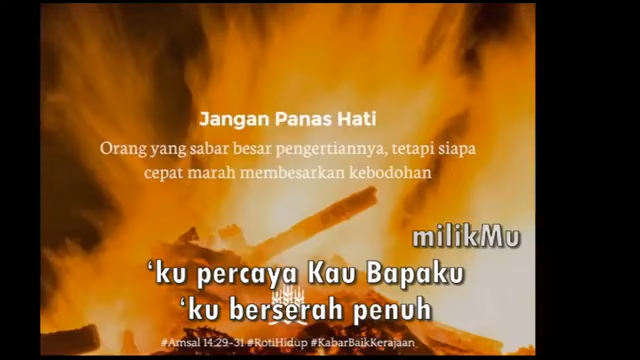 Jangan Panas Hati
Orang yang sabar besar pengertiannya, tetapi siapa
cepat marah membesarkan kebodohan
milikMu
‘ku percaya Kau Bapaku
‘ku berserah penuh
#Amsal 14:29-31 #RotiHidup #KabarBaikKerajaan